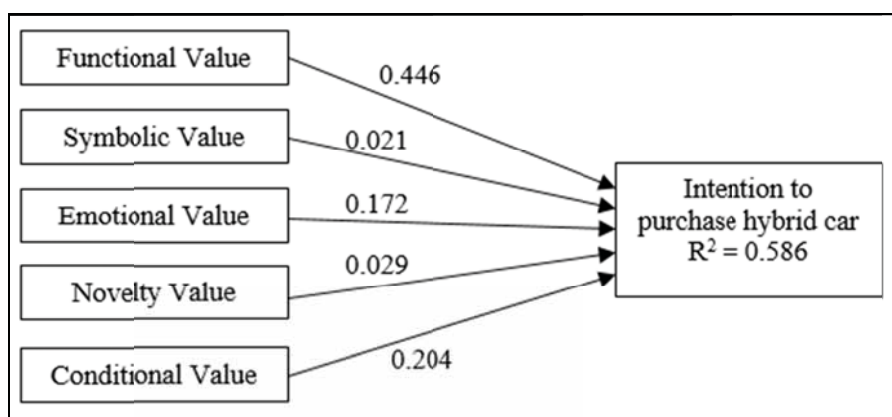 Functional Value
0.446
Symbolic Value
0.021
Emotional Value
0.172
Novelty Value
0.029
Conditional Value
0.204
Intention to
purchase hybrid car
R² = 0.586